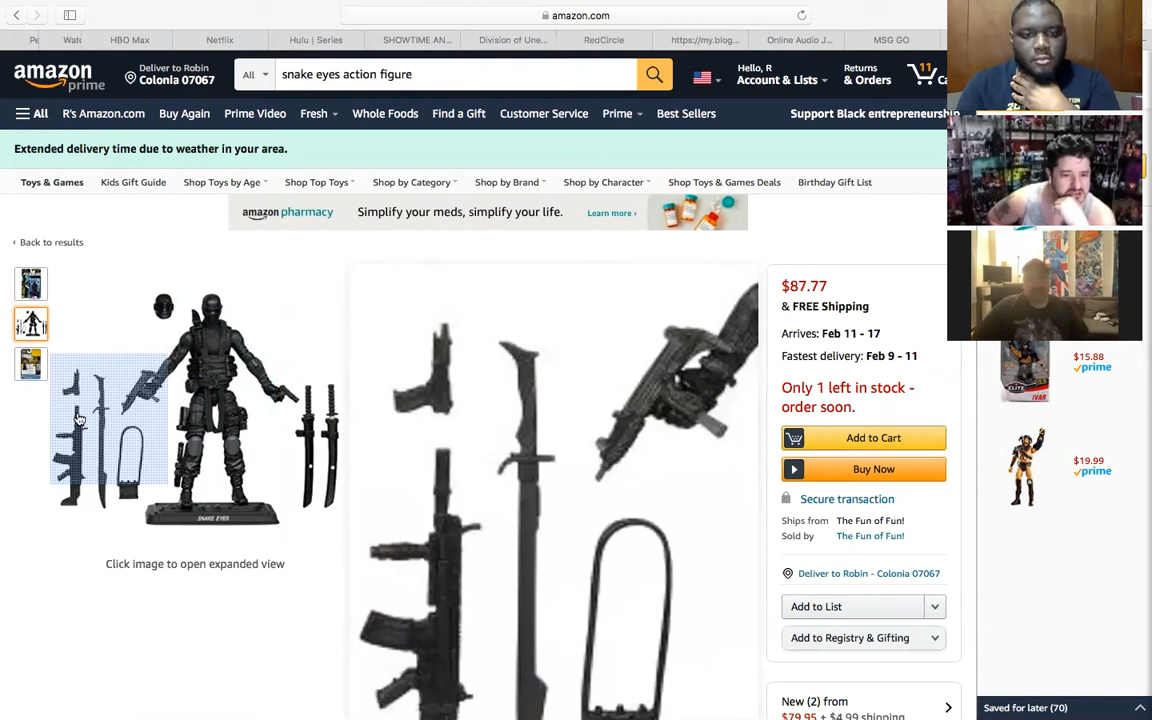 amazon.com
Pe
Wato
HBO Max
Netflix
Hulu | Series
SHOWTIME AN...
Division of Une...
RedCircle
https://my.blog...
Online Audio J...
MSG GO
amazon prime
Deliver to Robin
Colonia 07067
All
snake eyes action figure
Hello, R
Account & Lists
Returns
& Orders
11
Ca
All
R's Amazon.com
Buy Again
Prime Video
Fresh
Whole Foods
Find a Gift
Customer Service
Prime
Best Sellers
Support Black entrepreneurship
Extended delivery time due to weather in your area.
Toys & Games
Kids Gift Guide
Shop Toys by Age
Shop Top Toys
Shop by Category
Shop by Brand
Shop by Character
Shop Toys & Games Deals
Birthday Gift List
amazon pharmacy
Simplify your meds, simplify your life.
Learn more ›
‹ Back to results
SNAKE EYES
Click image to open expanded view
$87.77
& FREE Shipping
Arrives: Feb 11 - 17
Fastest delivery: Feb 9 - 11
Only 1 left in stock -
order soon.
Add to Cart
Buy Now
Secure transaction
Ships from The Fun of Fun!
Sold by The Fun of Fun!
Deliver to Robin - Colonia 07067
Add to List
Add to Registry & Gifting
New (2) from
$79.95 + $4.99 shipping
$15.88
prime
ELITE
IVAR
$19.99
prime
Saved for later (70)